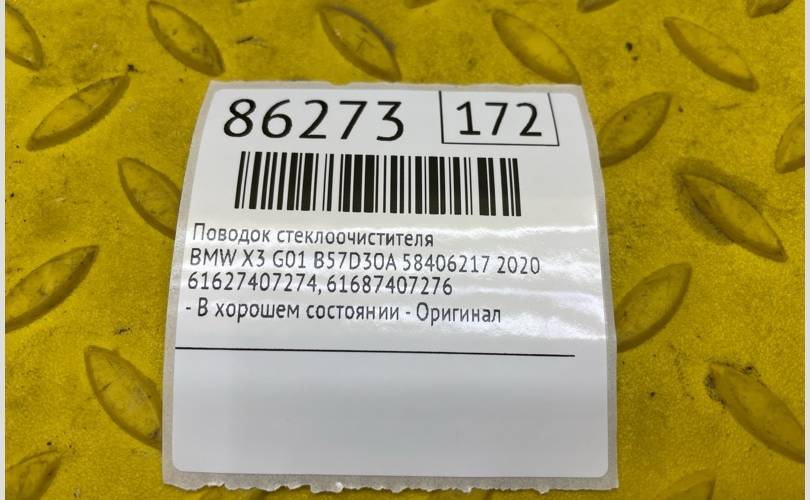 86273 172
Поводок стеклоочистителя
BMW X3 G01 B57D30A 58406217 2020
61627407274, 61687407276
- В хорошем состоянии - Оригинал